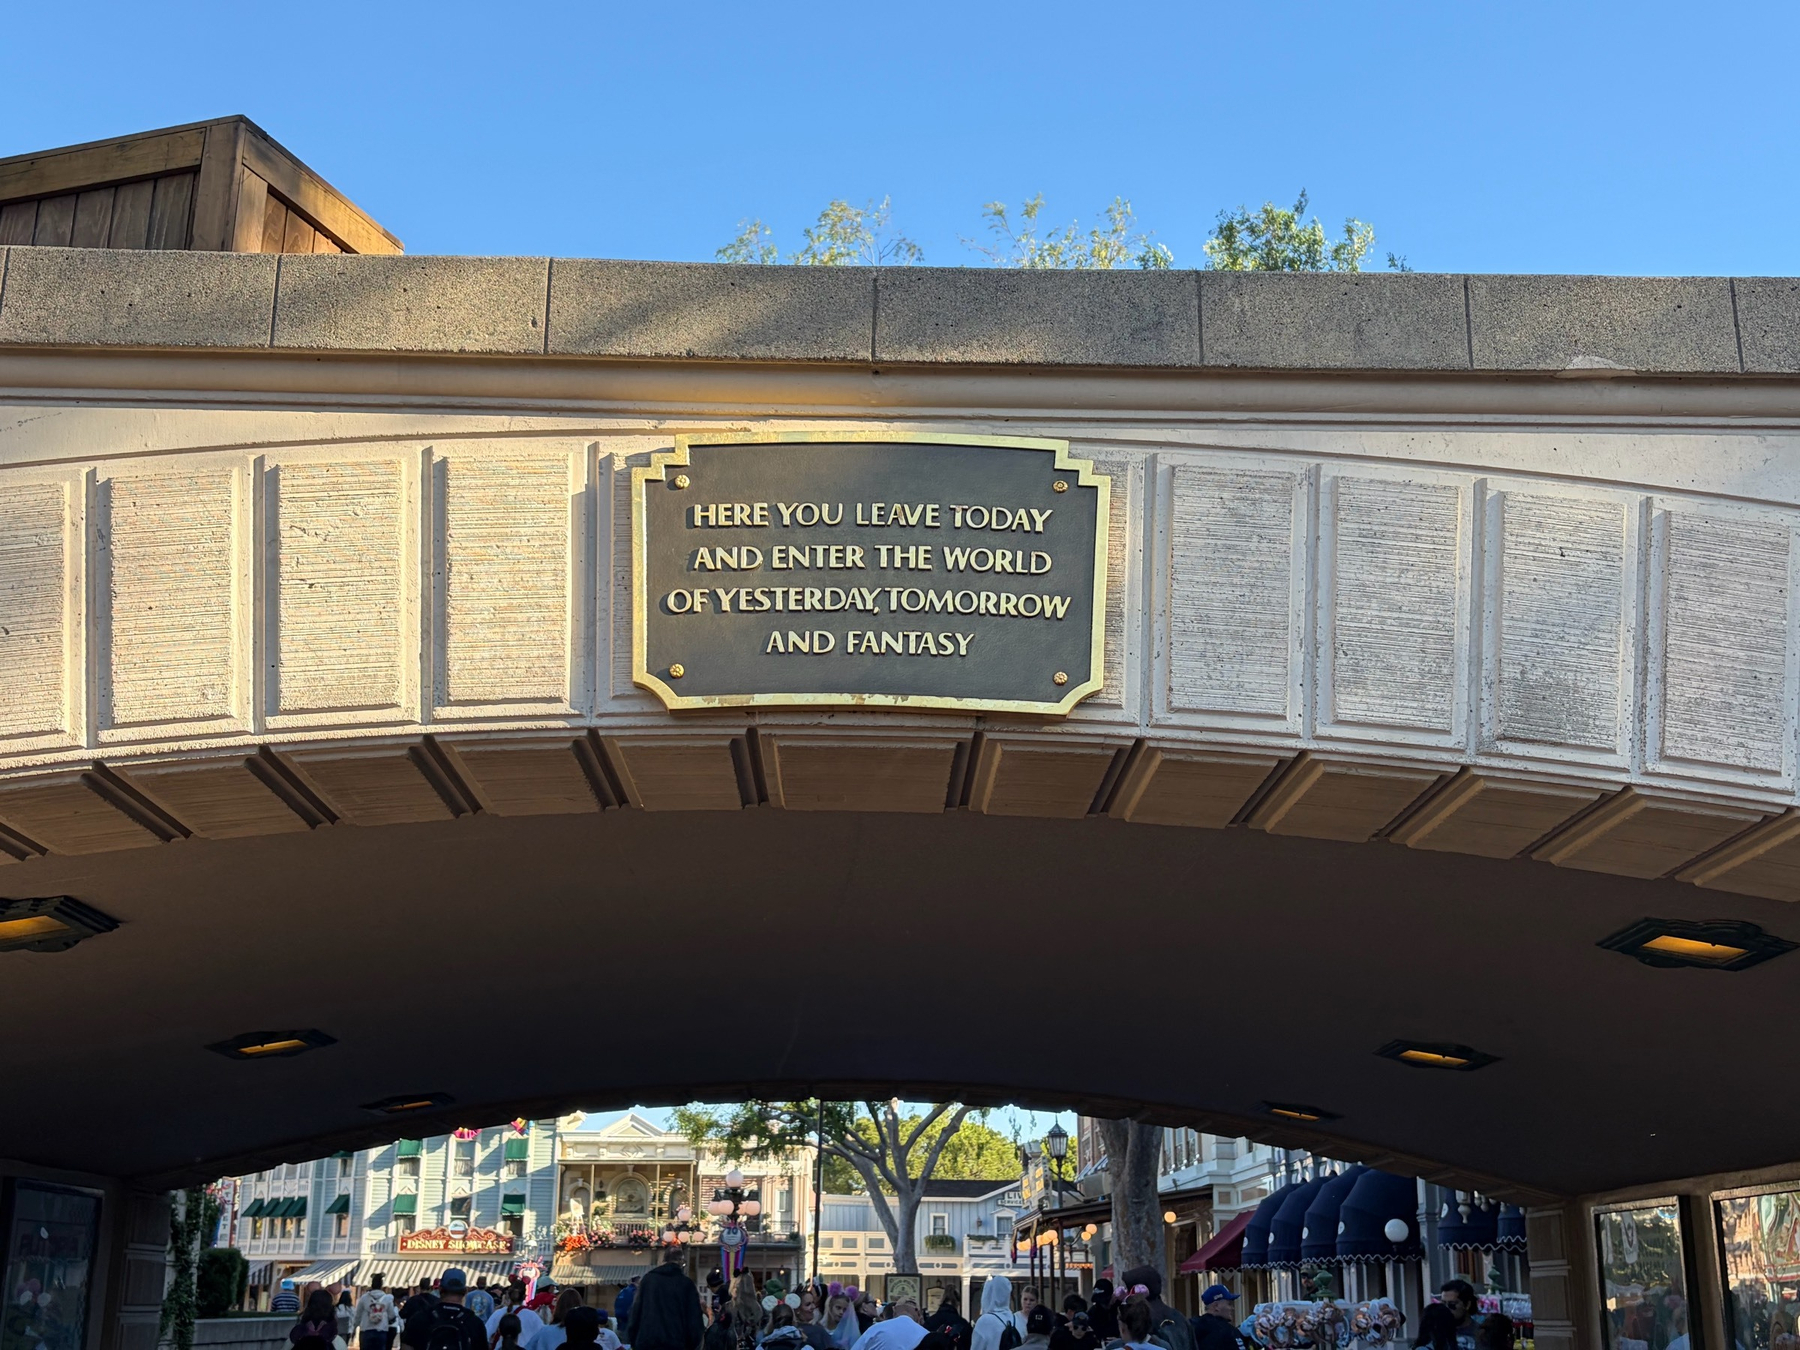 HERE YOU LEAVE TODAY
AND ENTER THE WORLD
OF YESTERDAY, TOMORROW
AND FANTASY
DISNEY SHOWCASE